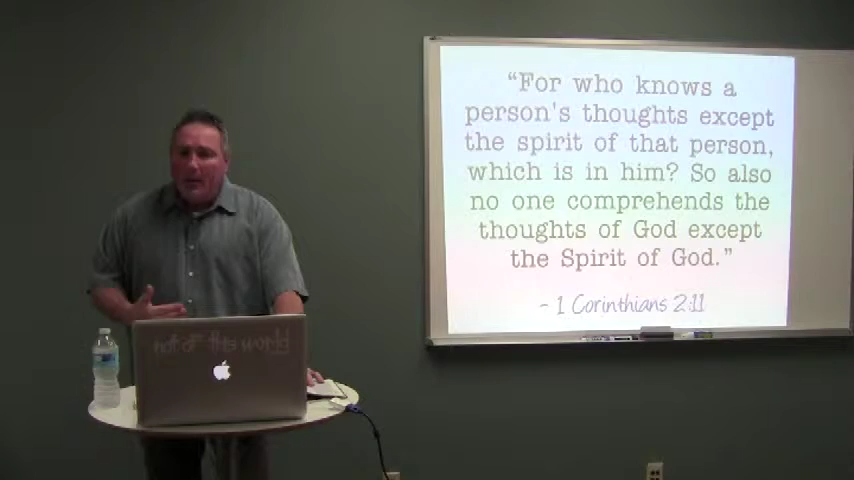 “For who knows a
person's thoughts except
the spirit of that person,
which is in him? So also
no one comprehends the
thoughts of God except
the Spirit of God.”
- 1 Corinthians 2:11
not of this world